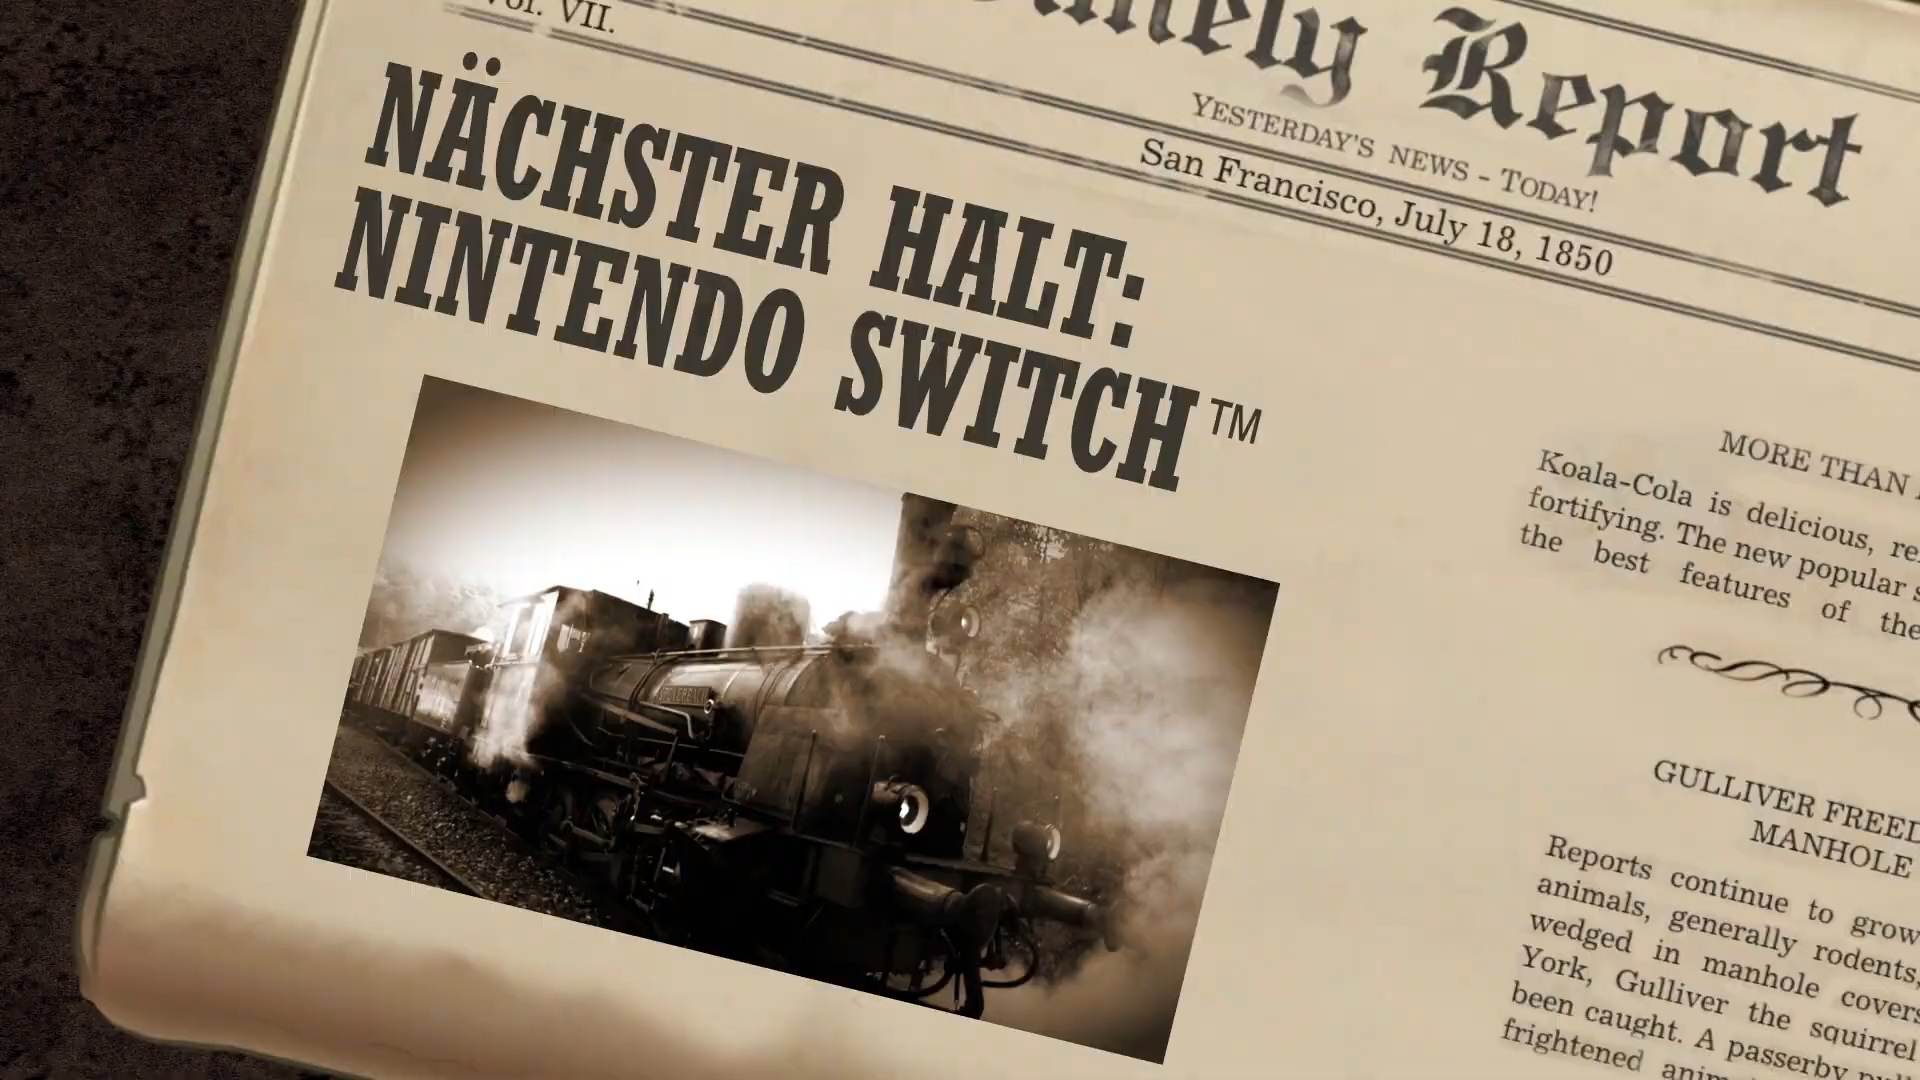 Vol. VII.
Report
YESTERDAY'S NEWS - TODAY!
San Francisco, July 18, 1850
NÄCHSTER HALT:
NINTENDO SWITCH™
MORE THAN
Koala-Cola is delicious,
fortifying. The new popular
the best features of the
GULLIVER
MANHOLE
Reports continue to
animals, generally rodents,
wedged in manhole covers
York, Gulliver the squirrel
been caught. A passerby
frightened